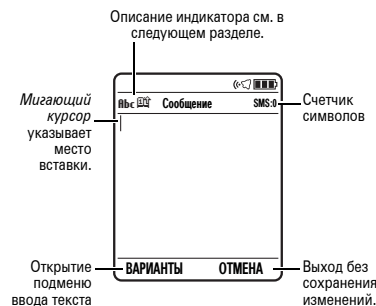 Описание индикатора см. в
следующем разделе.
Abc
Сообщение
SMS:0
Мигающий
курсор
указывает
место
вставки.
Счетчик
символов
ВАРИАНТЫ
ОТМЕНА
Открытие
подменю
ввода текста
Выход без
сохранения
изменений.